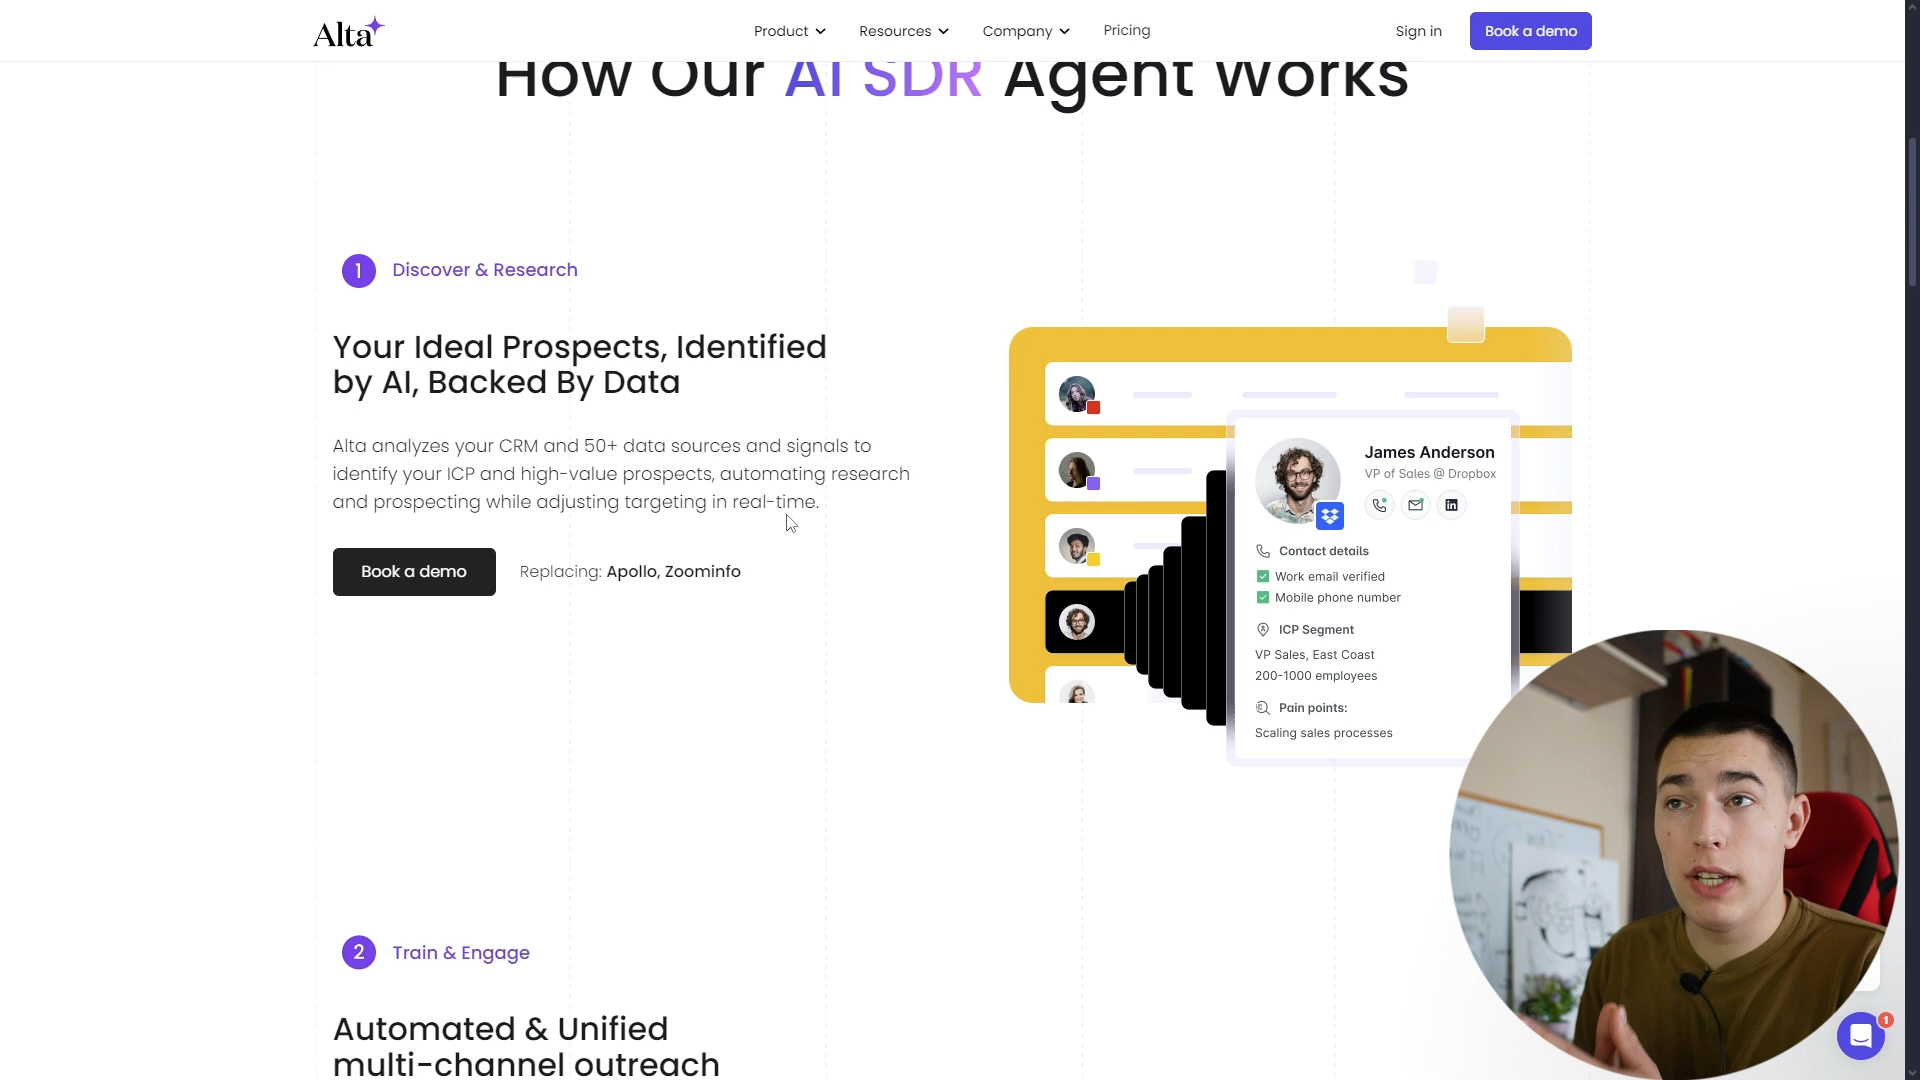 Alta
Product
Resources
Company
Pricing
Sign in
Book a demo
How Our AI SDR Agent Works
1
Discover & Research
Your Ideal Prospects, Identified
by AI, Backed By Data
Alta analyzes your CRM and 50+ data sources and signals to
identify your ICP and high-value prospects, automating research
and prospecting while adjusting targeting in real-time.
Book a demo
Replacing: Apollo, Zoominfo
James Anderson
VP of Sales @ Dropbox
Contact details
Work email verified
Mobile phone number
ICP Segment
VP Sales, East Coast
200-1000 employees
Pain points:
Scaling sales processes
2
Train & Engage
Automated & Unified
multi-channel outreach
1